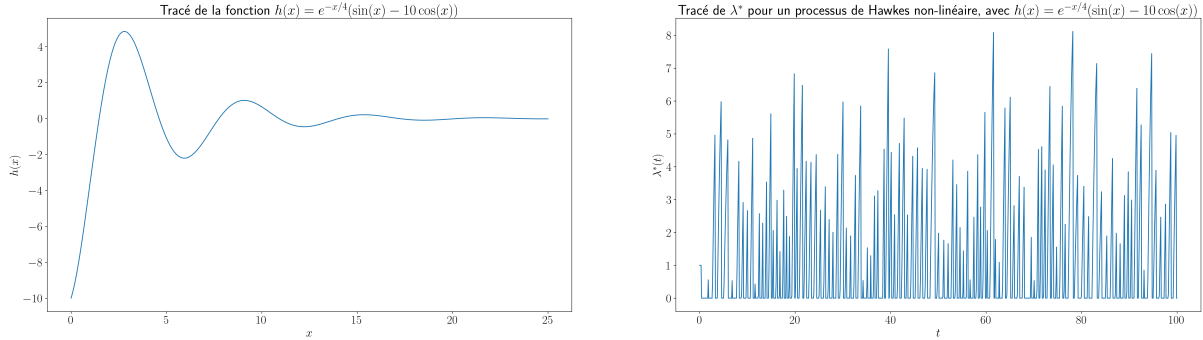 Tracé de la fonction $h(x) = e^{-x/4}(\sin(x) - 10\cos(x))$
h(x)
4
2
0
−2
−4
−6
−8
−10
0 5 10 15 20 25
x
Tracé de λ* pour un processus de Hawkes non-linéaire, avec $h(x) = e^{-x/4}(\sin(x) - 10\cos(x))$
λ*(t)
8
7
6
5
4
3
2
1
0
0 20 40 60 80 100
t